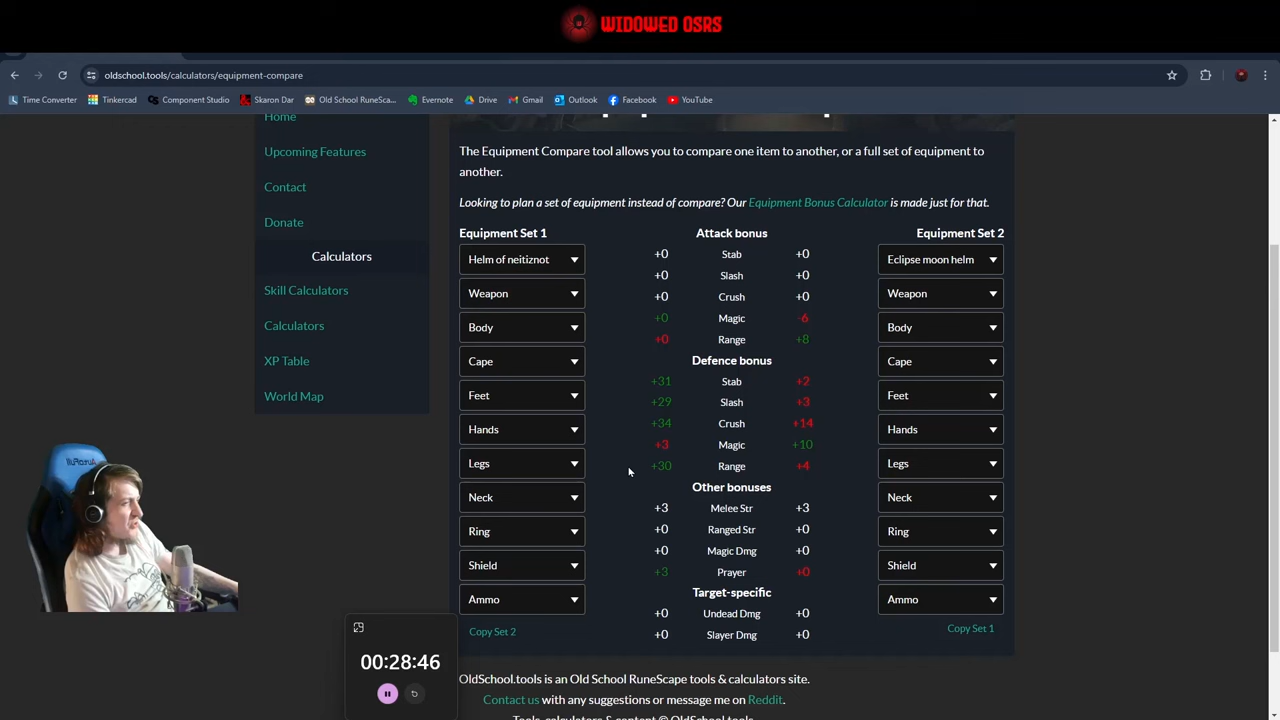 WIDOWED OSRS
oldschool.tools/calculators/equipment-compare
Time Converter Tinkercad Component Studio Skaron Dar Old School RuneSca... Evernote Drive Gmail Outlook Facebook YouTube
Home
Upcoming Features
Contact
Donate
Calculators
Skill Calculators
Calculators
XP Table
World Map
The Equipment Compare tool allows you to compare one item to another, or a full set of equipment to
another.
Looking to plan a set of equipment instead of compare? Our Equipment Bonus Calculator is made just for that.
Equipment Set 1 Attack bonus Equipment Set 2
Helm of neitiznot +0 Stab +0 Eclipse moon helm
+0 Slash +0
Weapon +0 Crush +0 Weapon
+0 Magic -6
Body +0 Range +8 Body
Cape Defence bonus Cape
+31 Stab +2
Feet +29 Slash +3 Feet
Hands +34 Crush +14 Hands
+3 Magic +10
Legs +30 Range +4 Legs
Neck Other bonuses Neck
+3 Melee Str +3
Ring +0 Ranged Str +0 Ring
+0 Magic Dmg +0
Shield +3 Prayer +0 Shield
Ammo Target-specific Ammo
+0 Undead Dmg +0
Copy Set 2 +0 Slayer Dmg +0 Copy Set 1
00:28:46
OldSchool.tools is an Old School RuneScape tools & calculators site.
Contact us with any suggestions or message me on Reddit.
Tools, calculators & content © OldSchool.tools